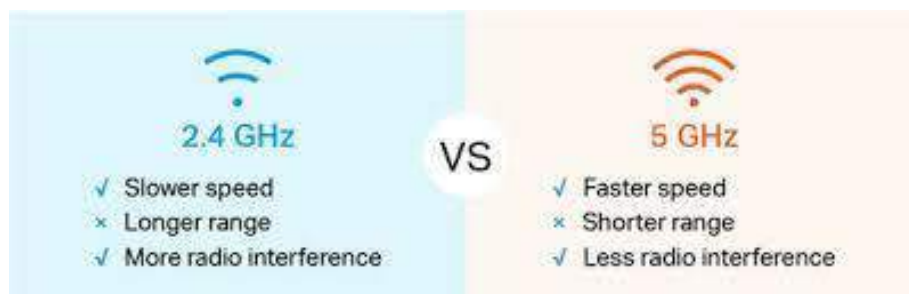 2.4 GHz
√ Slower speed
× Longer range
√ More radio interference
VS
5 GHz
√ Faster speed
× Shorter range
√ Less radio interference